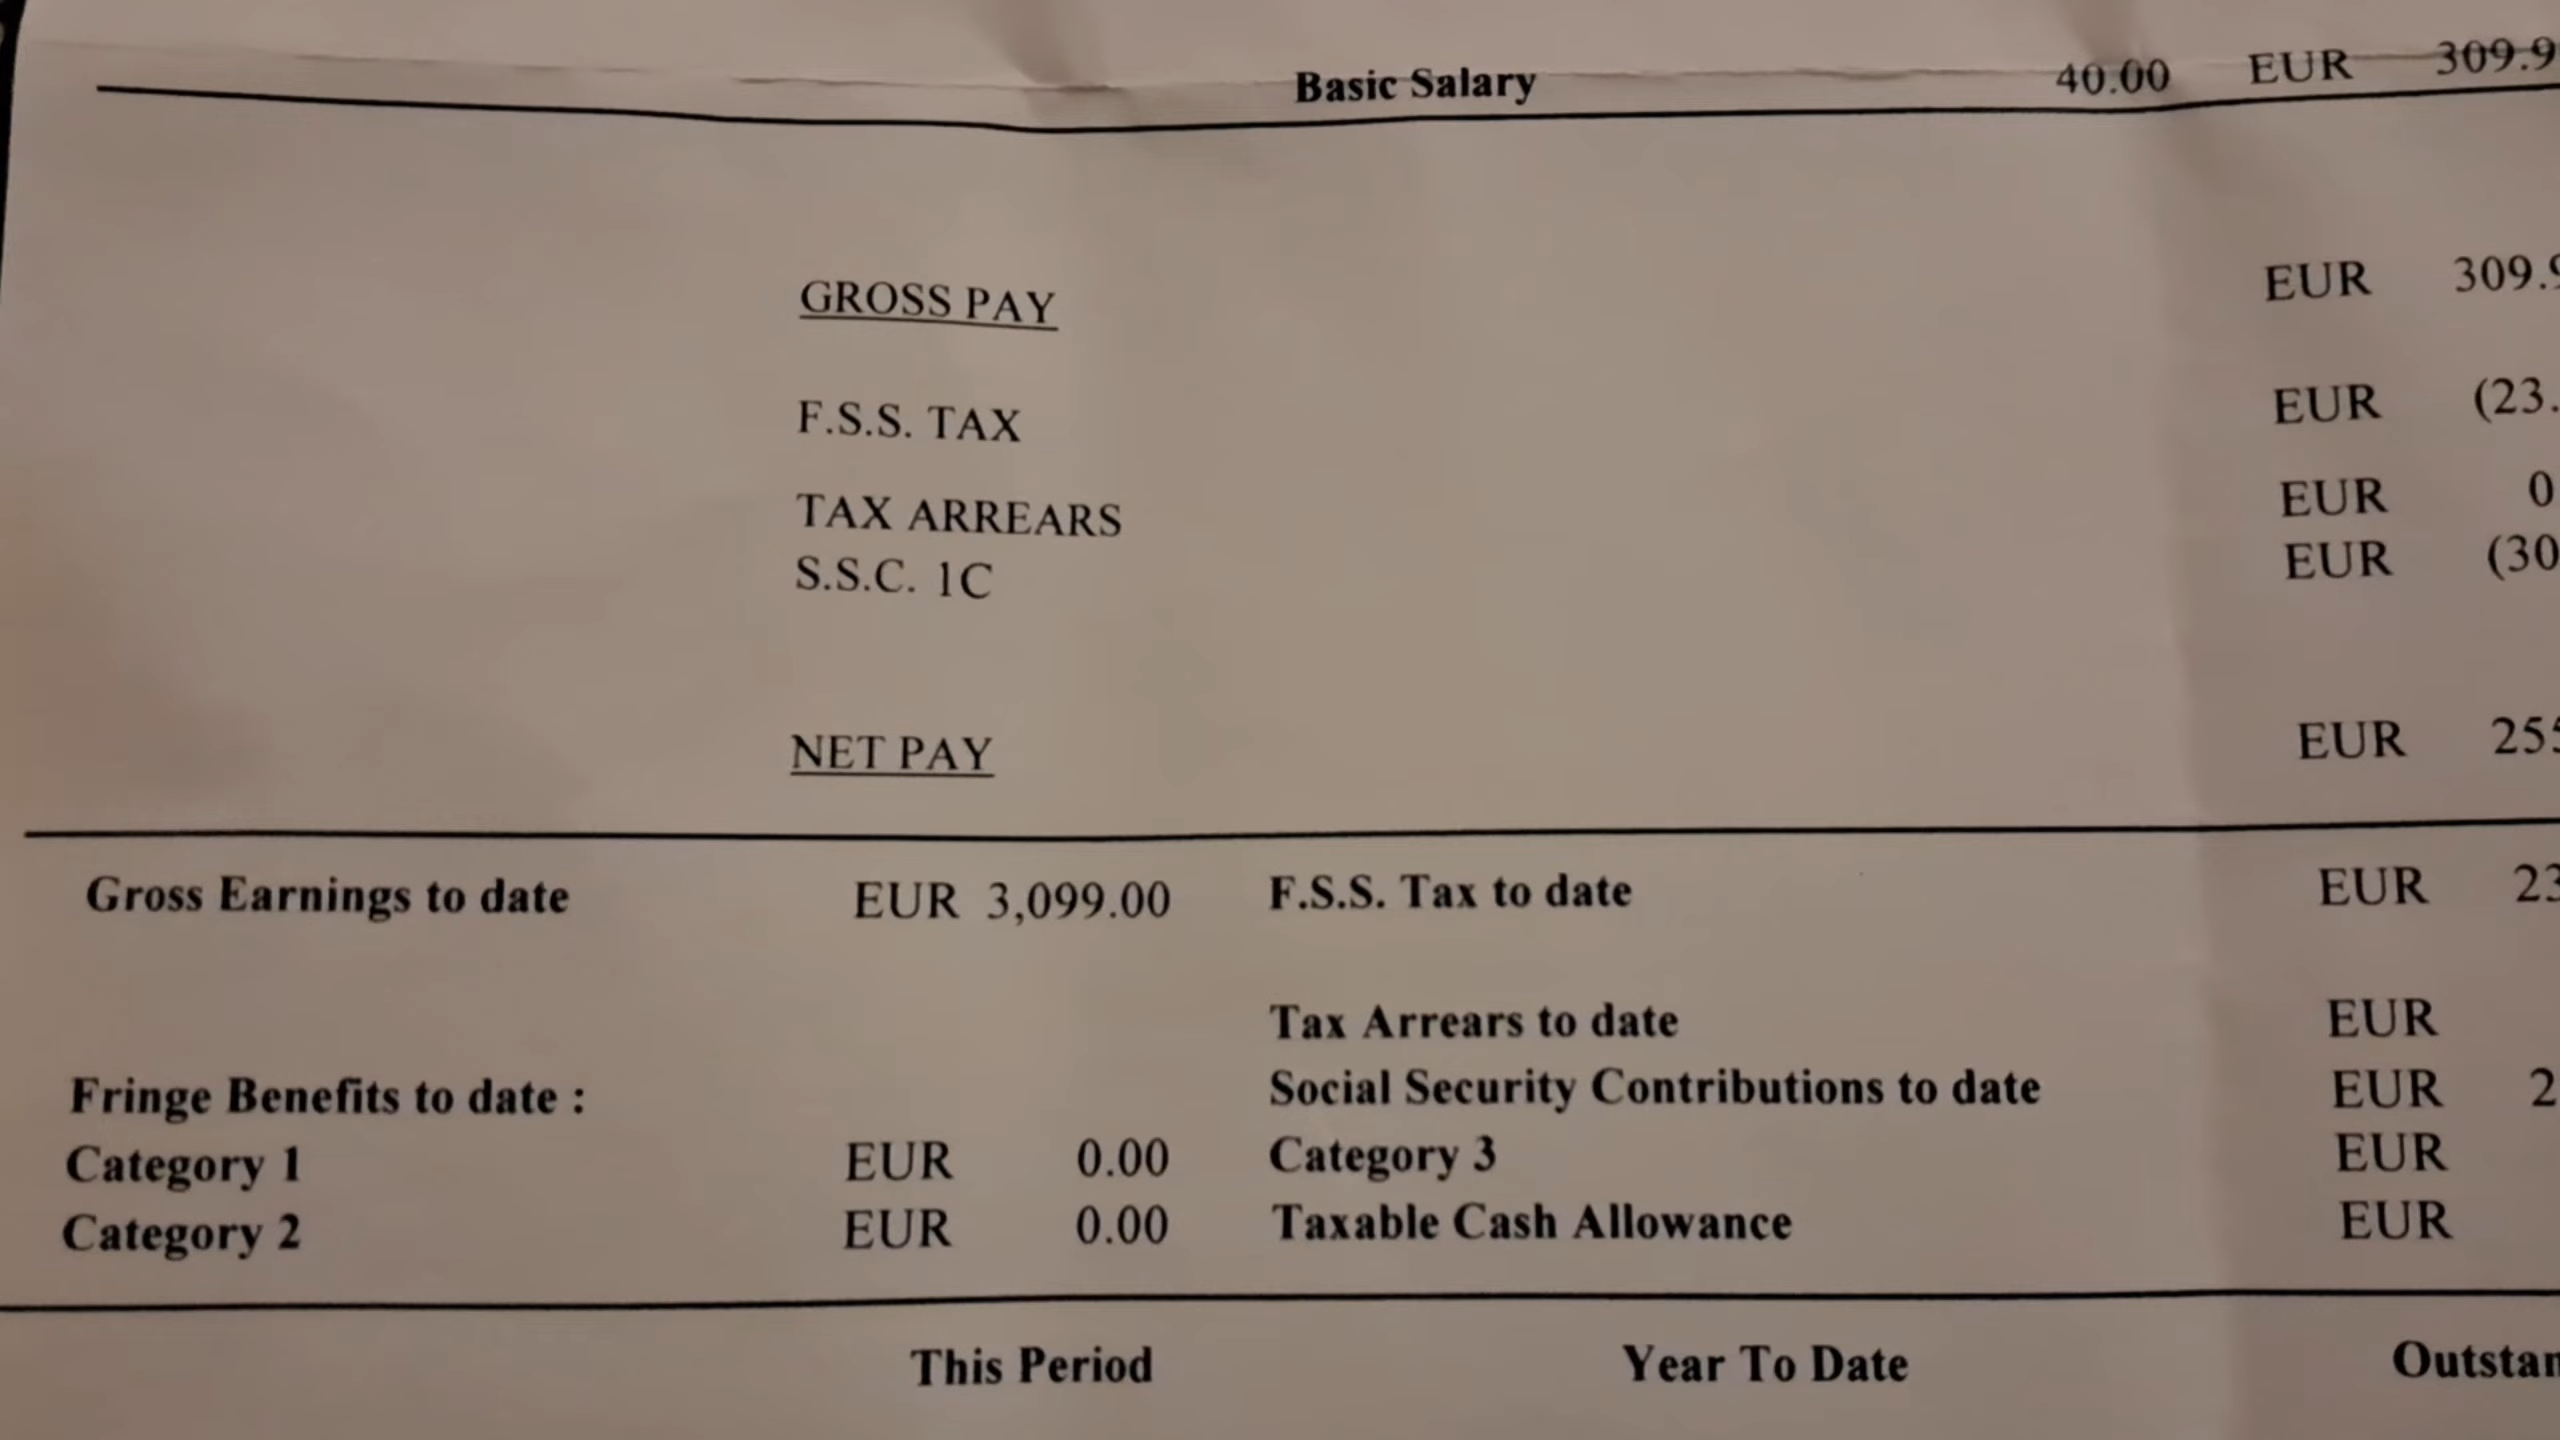 Basic Salary 40.00 EUR 309.9
GROSS PAY EUR 309.9
F.S.S. TAX EUR (23.
TAX ARREARS EUR 0
S.S.C. 1C EUR (30
NET PAY EUR 255
Gross Earnings to date EUR 3,099.00 F.S.S. Tax to date EUR 23
Tax Arrears to date EUR
Fringe Benefits to date : Social Security Contributions to date EUR 2
Category 1 EUR 0.00 Category 3 EUR
Category 2 EUR 0.00 Taxable Cash Allowance EUR
This Period Year To Date Outstan